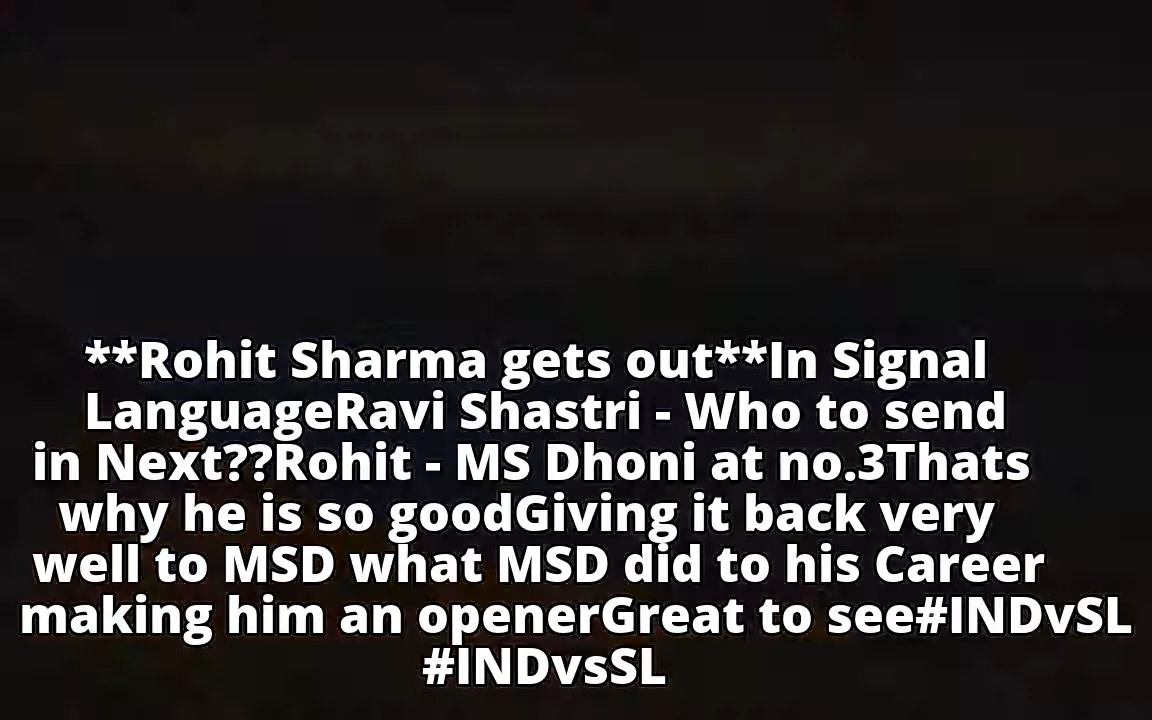 **Rohit Sharma gets out**In Signal
LanguageRavi Shastri - Who to send
in Next??Rohit - MS Dhoni at no.3Thats
why he is so goodGiving it back very
well to MSD what MSD did to his Career
making him an openerGreat to see#INDvSL
#INDvsSL